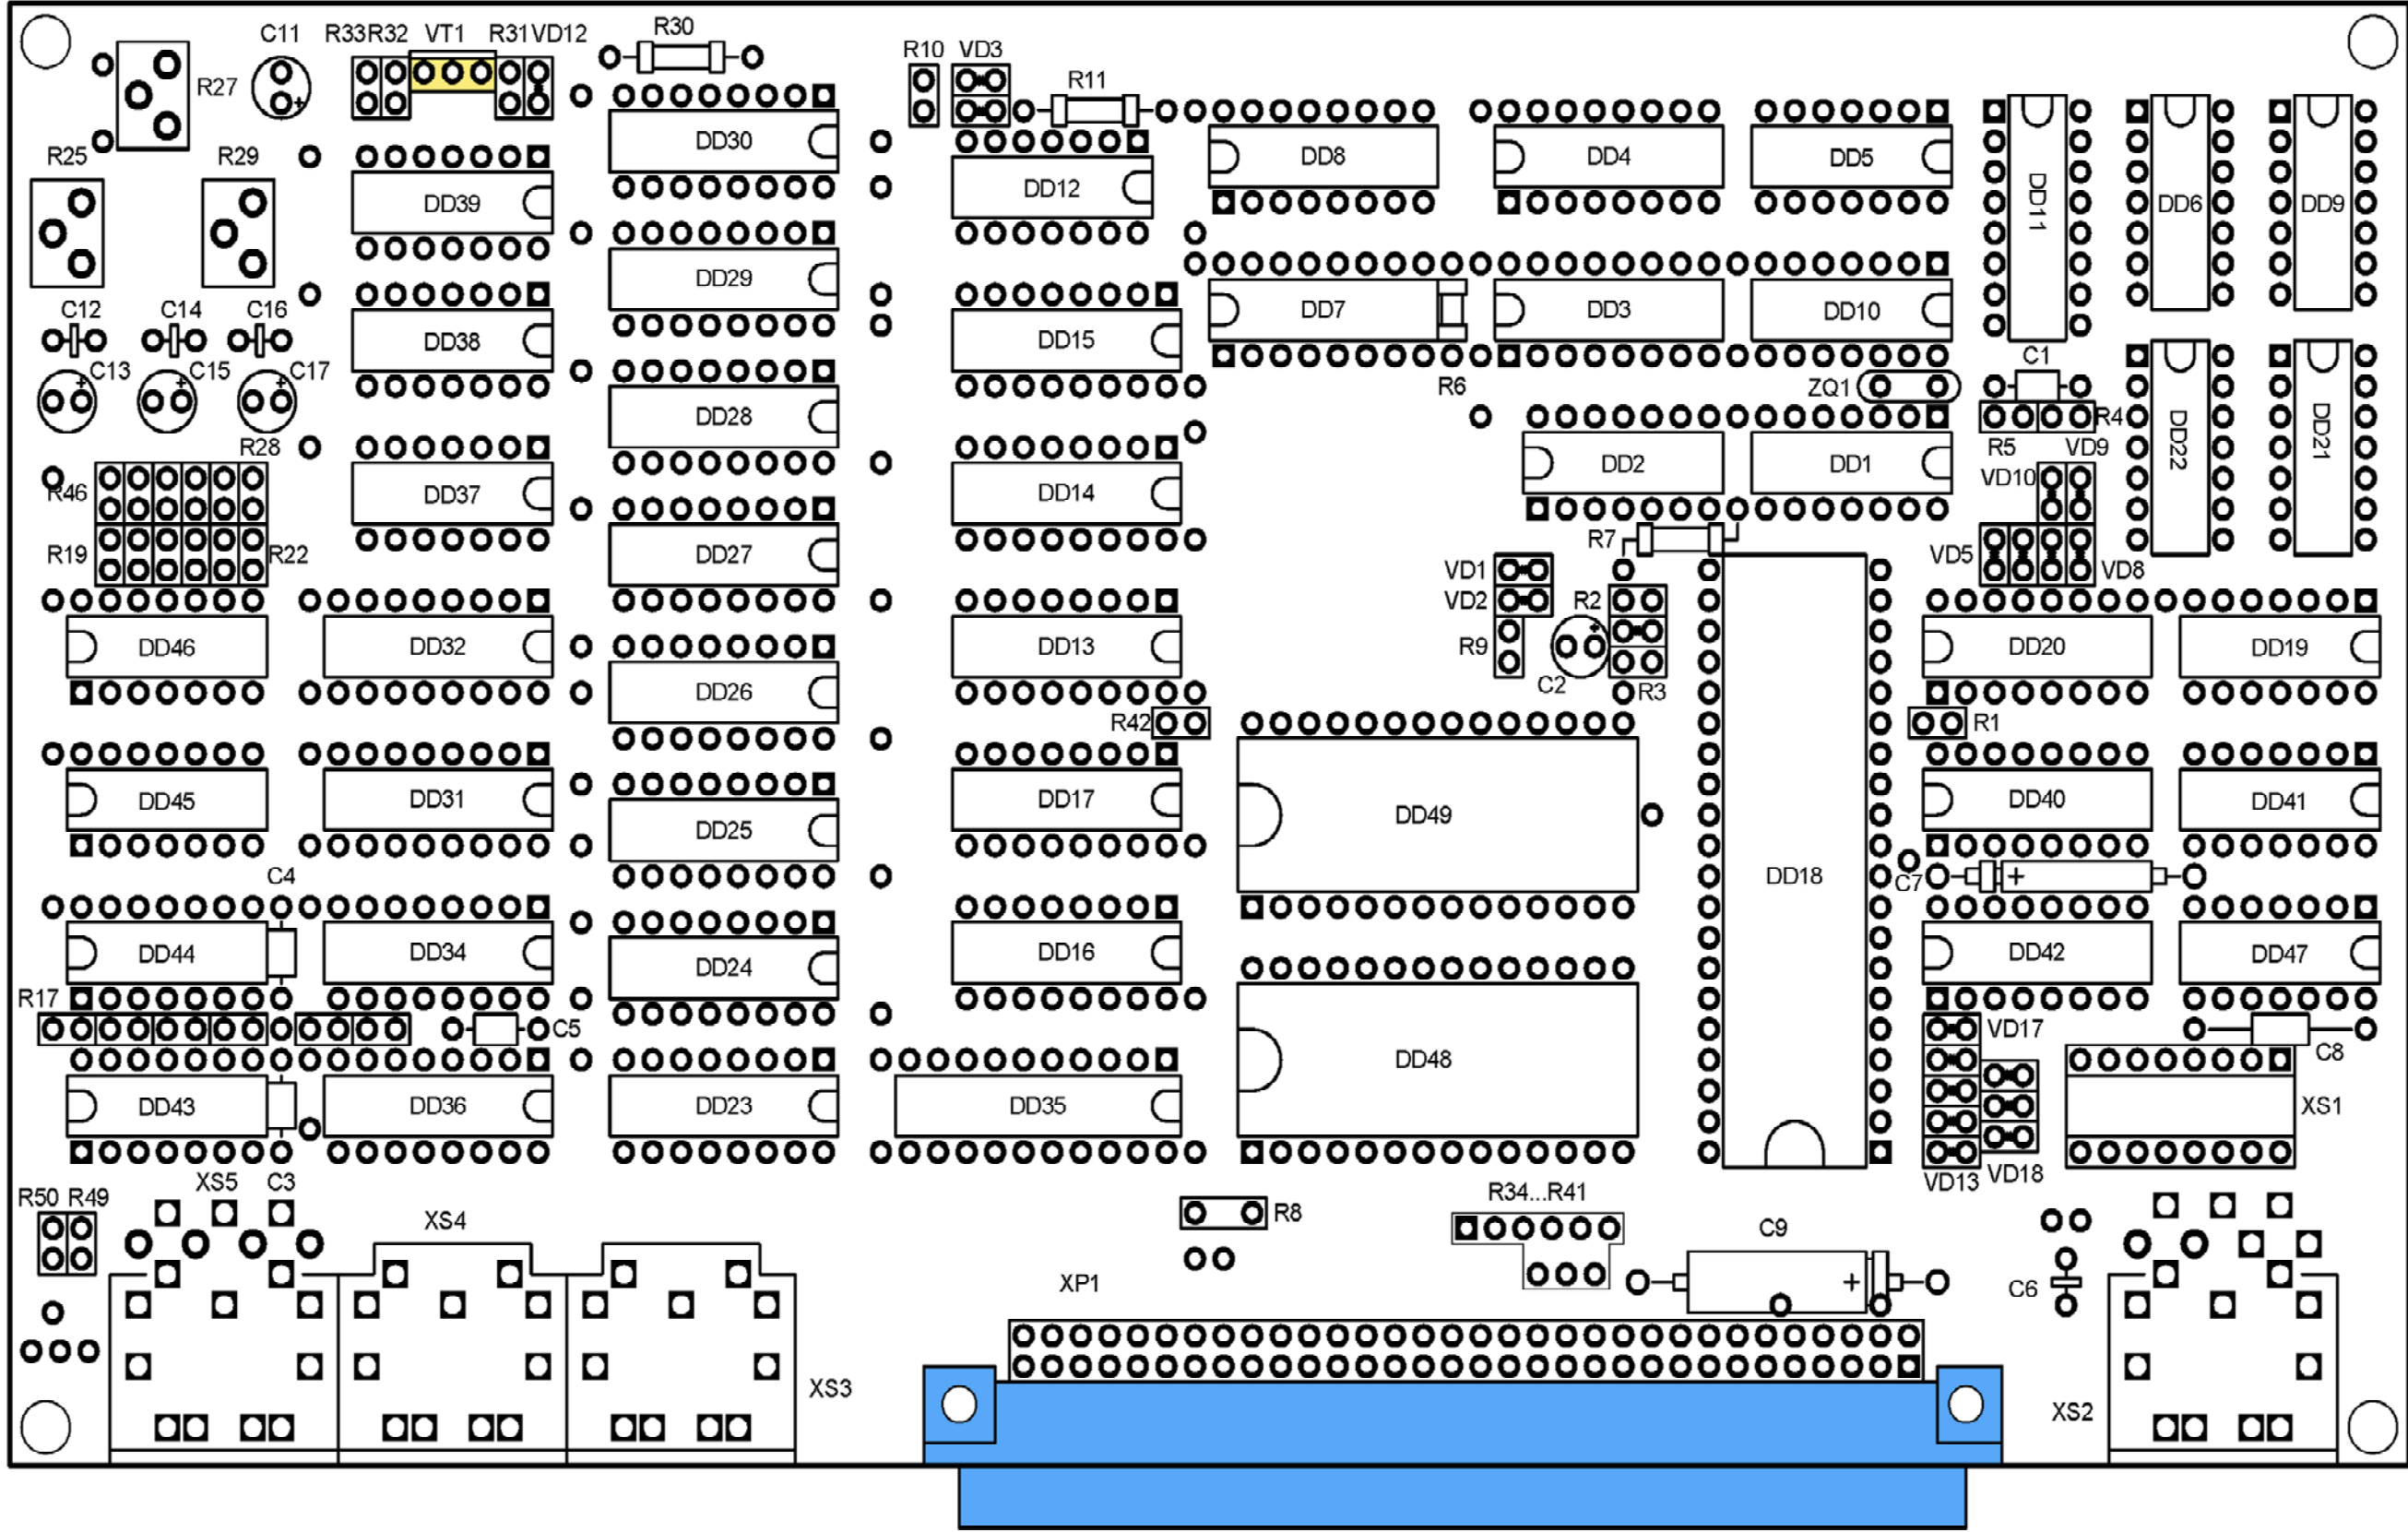 C11 R33R32 VT1 R31VD12 R30 R10 VD3
R27 R11
DD30 DD8 DD4 DD5
R25 R29 DD12 DD11 DD6 DD9
DD39
DD29
C12 C14 C16 DD38 DD15 DD7 DD3 DD10
C13 C15 C17 R6 ZQ1 C1
DD28 R4
R28 R5 VD9 DD22 DD21
R46 DD37 DD14 DD2 DD1 VD10
R19 R22 DD27 R7 VD5 VD8
VD1
VD2 R2
DD46 DD32 DD13 R9 DD20 DD19
DD26 C2 R3
R42 R1
DD45 DD31 DD17 DD49 DD40 DD41
DD25
C4 DD18 C7
DD44 DD34 DD24 DD16 DD42 DD47
R17 C5 VD17
C8
DD43 DD36 DD23 DD35 DD48 XS1
XS5 C3 VD13 VD18
R50 R49 XS4 R8 R34...R41 C9
XP1 C6
XS3 XS2